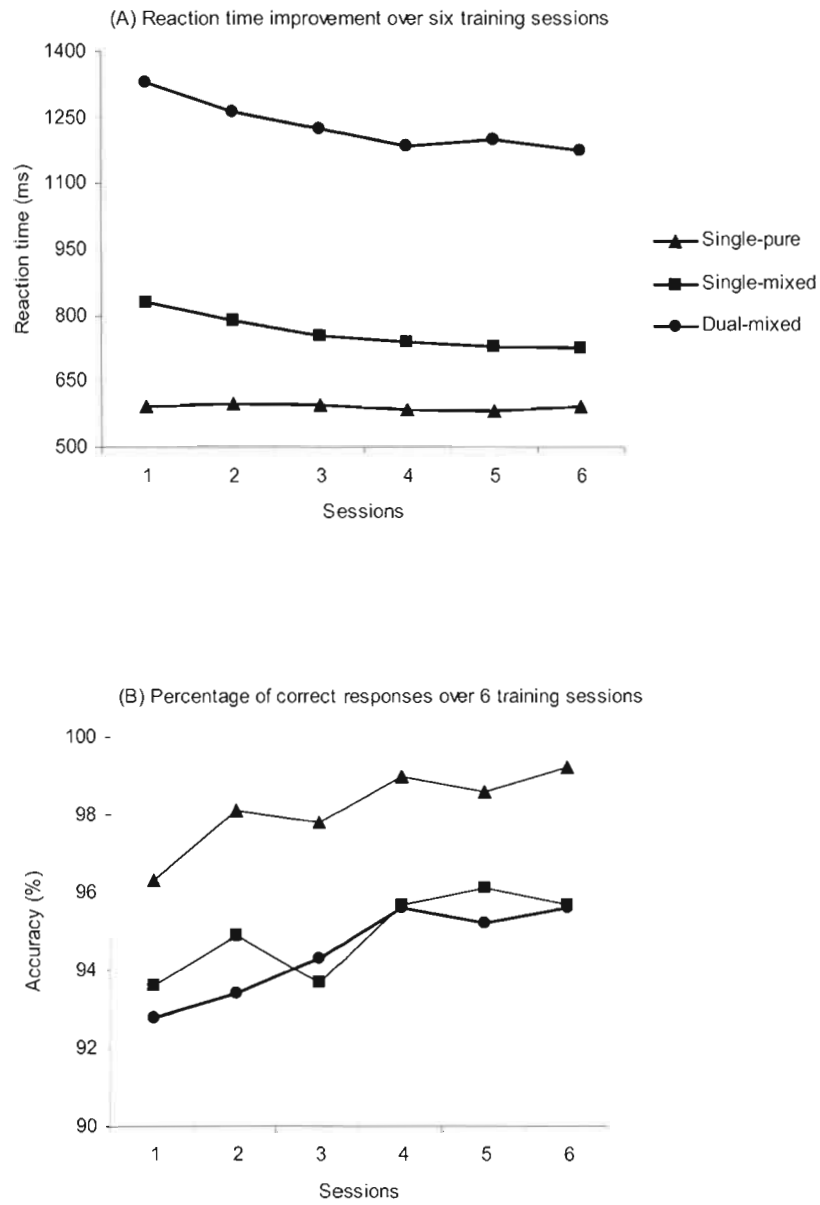 (A) Reaction time improvement over six training sessions
1400
1250
1100
950
800
650
500
Reaction time (ms)
1 2 3 4 5 6
Sessions
Single-pure
Single-mixed
Dual-mixed
(B) Percentage of correct responses over 6 training sessions
100
98
96
94
92
90
Accuracy (%)
1 2 3 4 5 6
Sessions